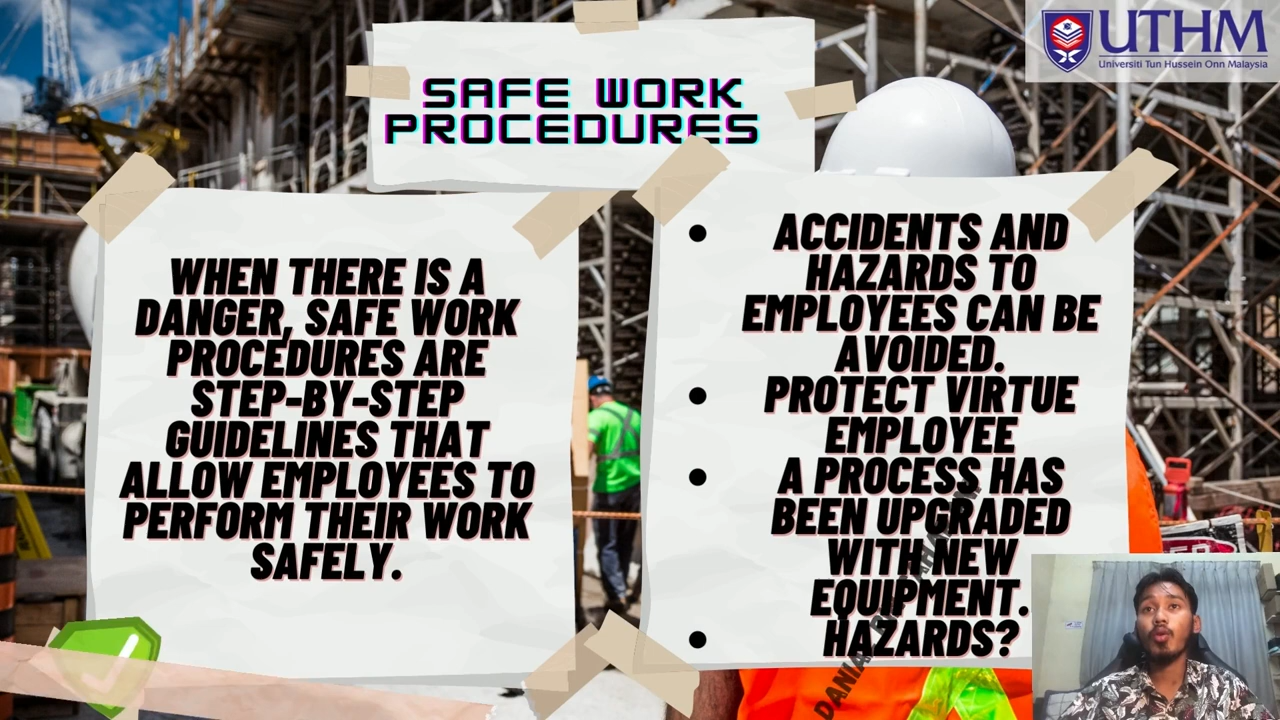 SAFE WORK
PROCEDURES
UTHM
Universiti Tun Hussein Onn Malaysia
WHEN THERE IS A
DANGER, SAFE WORK
PROCEDURES ARE
STEP-BY-STEP
GUIDELINES THAT
ALLOW EMPLOYEES TO
PERFORM THEIR WORK
SAFELY.
• ACCIDENTS AND
HAZARDS TO
EMPLOYEES CAN BE
AVOIDED.
• PROTECT VIRTUE
EMPLOYEE
• A PROCESS HAS
BEEN UPGRADED
WITH NEW
EQUIPMENT.
• HAZARDS?